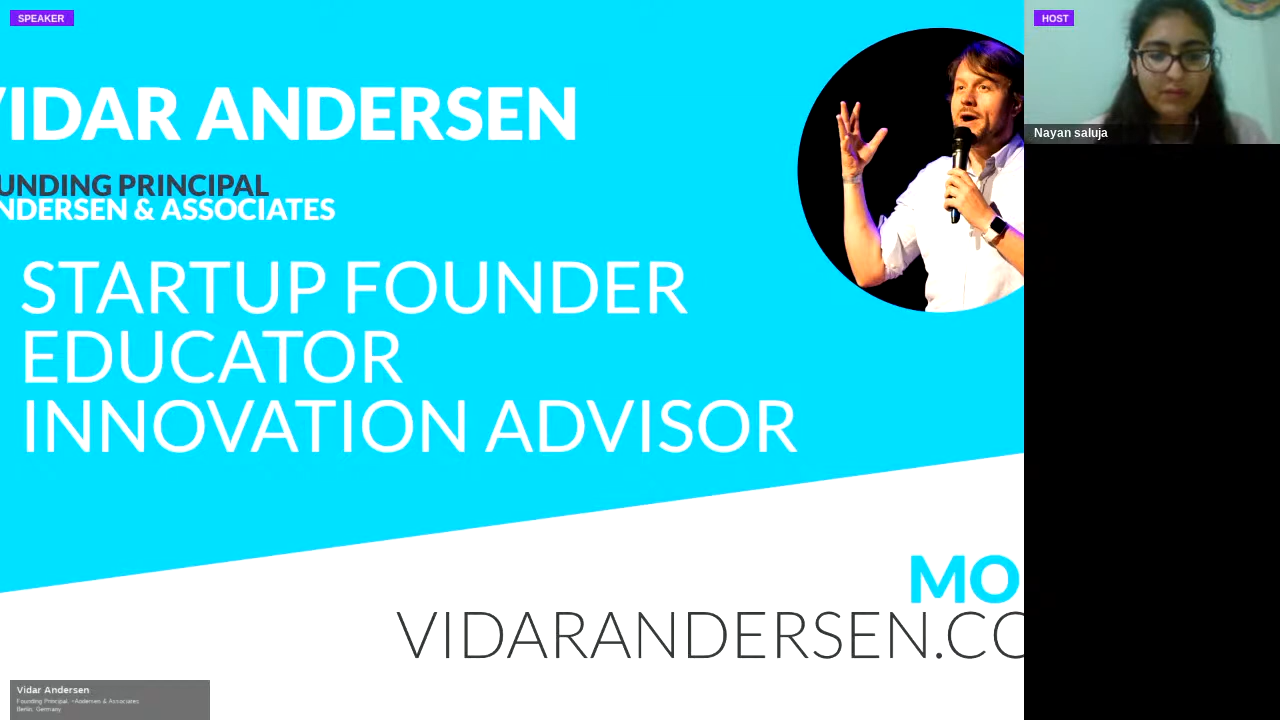 SPEAKER
VIDAR ANDERSEN
UNDING PRINCIPAL
NDERSEN & ASSOCIATES
STARTUP FOUNDER
EDUCATOR
INNOVATION ADVISOR
MO
VIDARANDERSEN.CO
Vidar Andersen
Founding Principal, +Andersen & Associates
Berlin, Germany
HOST
Nayan saluja